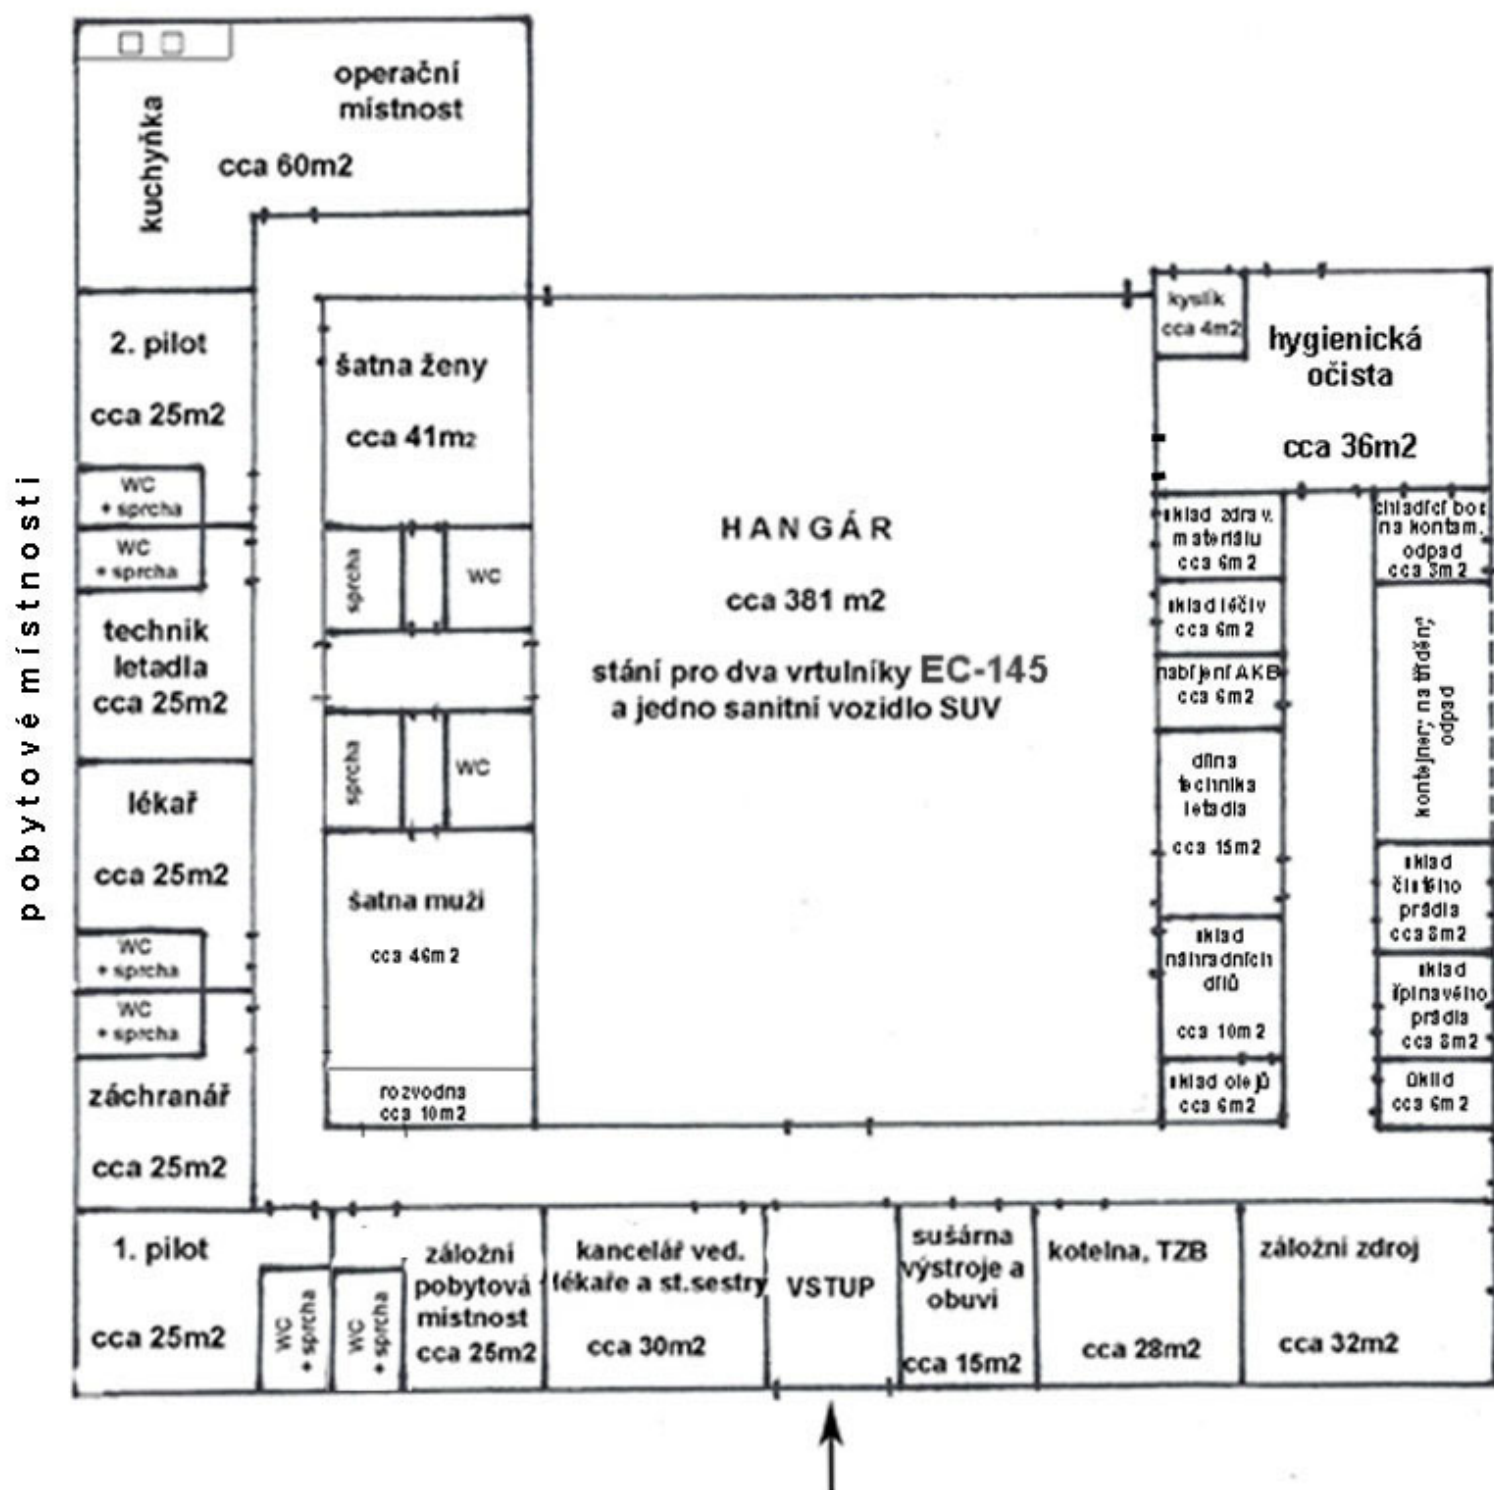 operační
místnost
kuchyňka
cca 60m2
2. pilot
cca 25m2
WC
+ sprcha
WC
+ sprcha
technik
letadla
cca 25m2
lékař
cca 25m2
WC
+ sprcha
WC
+ sprcha
záchranář
cca 25m2
pobytové místnosti
šatna ženy
cca 41m2
sprcha
WC
sprcha
WC
šatna muži
cca 46m2
rozvodna
cca 10m2
HANGÁR
cca 381 m2
stání pro dva vrtulníky EC-145
a jedno sanitní vozidlo SUV
kyslík
cca 4m2
hygienická
očista
cca 36m2
sklad zdrav.
materiálu
cca 6m2
sklad léčiv
cca 6m2
nabíjení AKB
cca 6m2
dílna
technika
letadla
cca 15m2
sklad
náhradních
dílů
cca 10m2
sklad olejů
cca 6m2
chladící box
na kontam.
odpad
cca 3m2
kontejnery na tříděný
odpad
sklad
čistého
prádla
cca 8m2
sklad
špinavého
prádla
cca 8m2
úklid
cca 6m2
1. pilot
cca 25m2
WC
+ sprcha
WC
+ sprcha
záložní
pobytová
místnost
cca 25m2
kancelář ved.
lékaře a st.sestry
cca 30m2
VSTUP
sušárna
výstroje a
obuvi
cca 15m2
kotelna, TZB
cca 28m2
záložní zdroj
cca 32m2